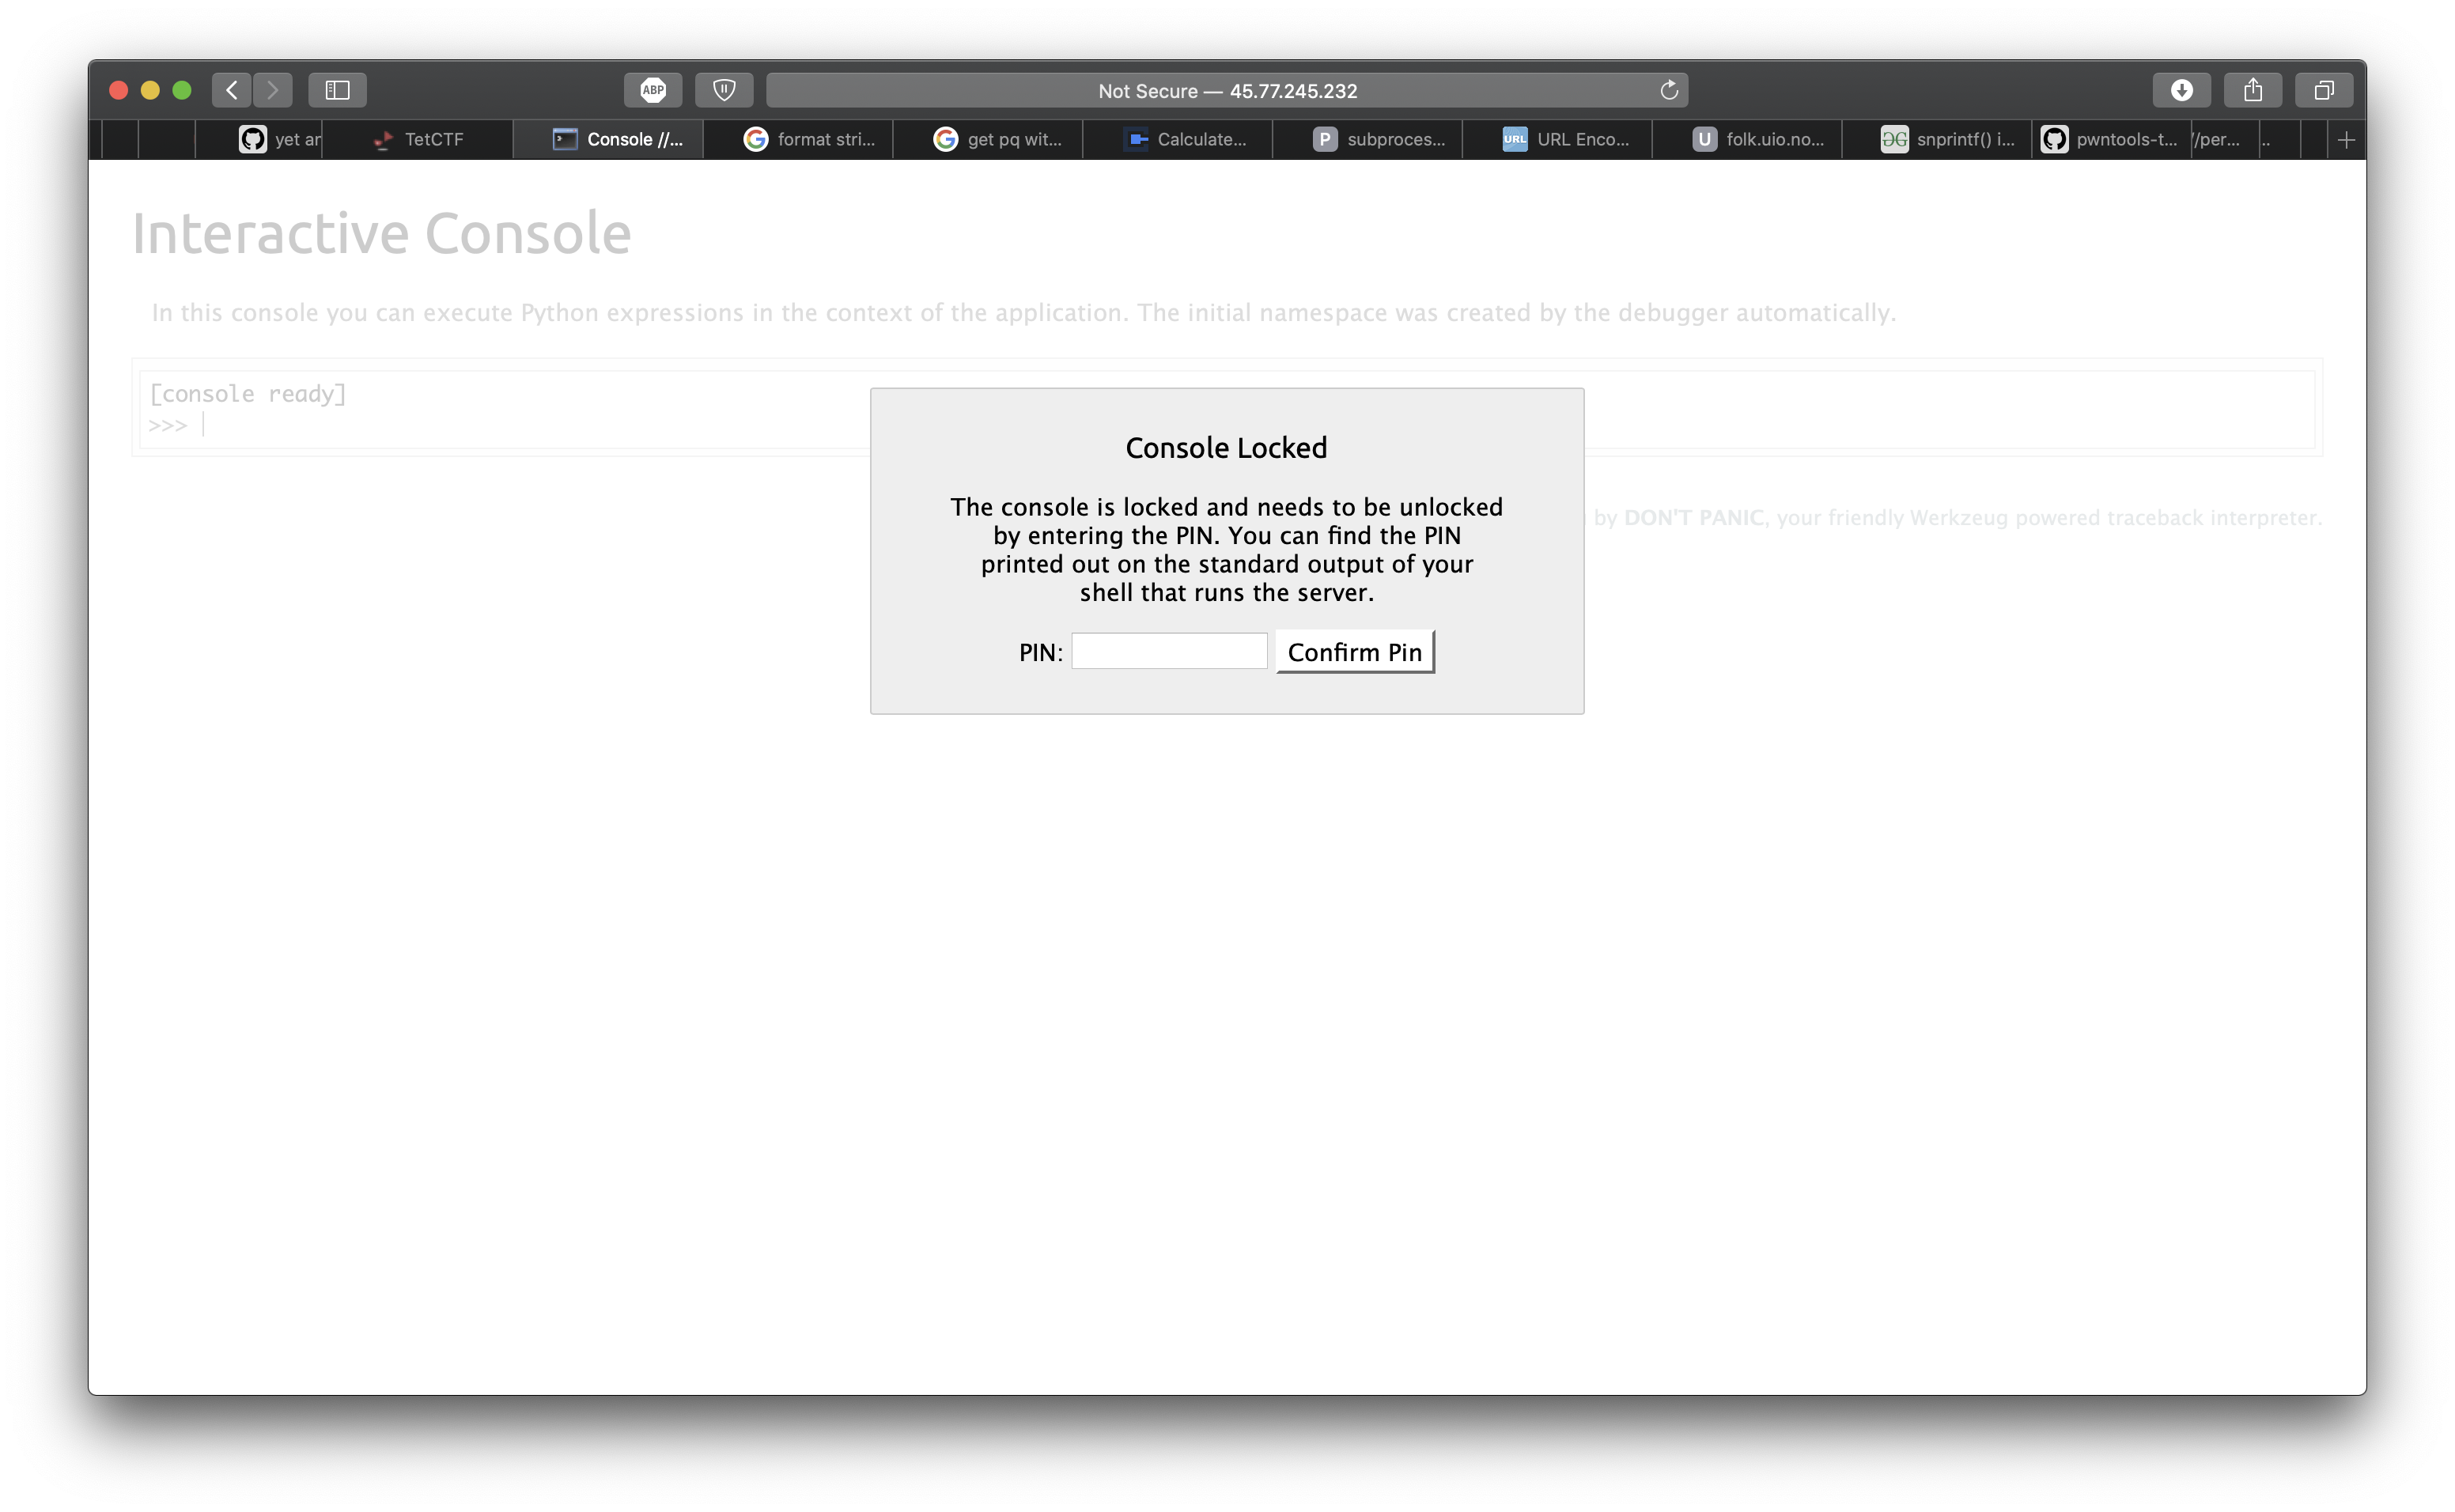 ABP
Not Secure — 45.77.245.232
yet ar
TetCTF
Console //...
format stri...
get pq wit...
Calculate...
P subproces...
URL URL Enco...
U folk.uio.no...
GG snprintf() i...
pwntools-t...
//per...
..
Interactive Console
In this console you can execute Python expressions in the context of the application. The initial namespace was created by the debugger automatically.
[console ready]
>>>
Console Locked
The console is locked and needs to be unlocked
by entering the PIN. You can find the PIN
printed out on the standard output of your
shell that runs the server.
PIN: Confirm Pin
by DON'T PANIC, your friendly Werkzeug powered traceback interpreter.